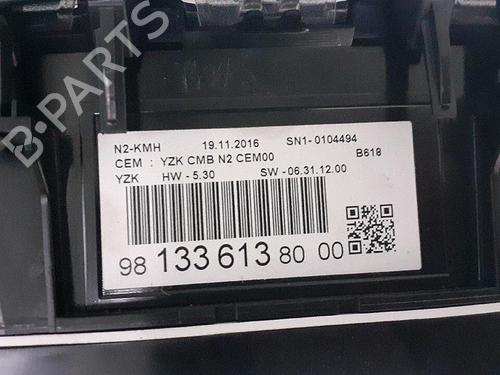 B-PARTS
N2-KMH 19.11.2016 SN1- 0104494
CEM : YZK CMB N2 CEM00 B618
YZK HW - 5.30 SW - 06.31.12.00
98 133 613 80 00